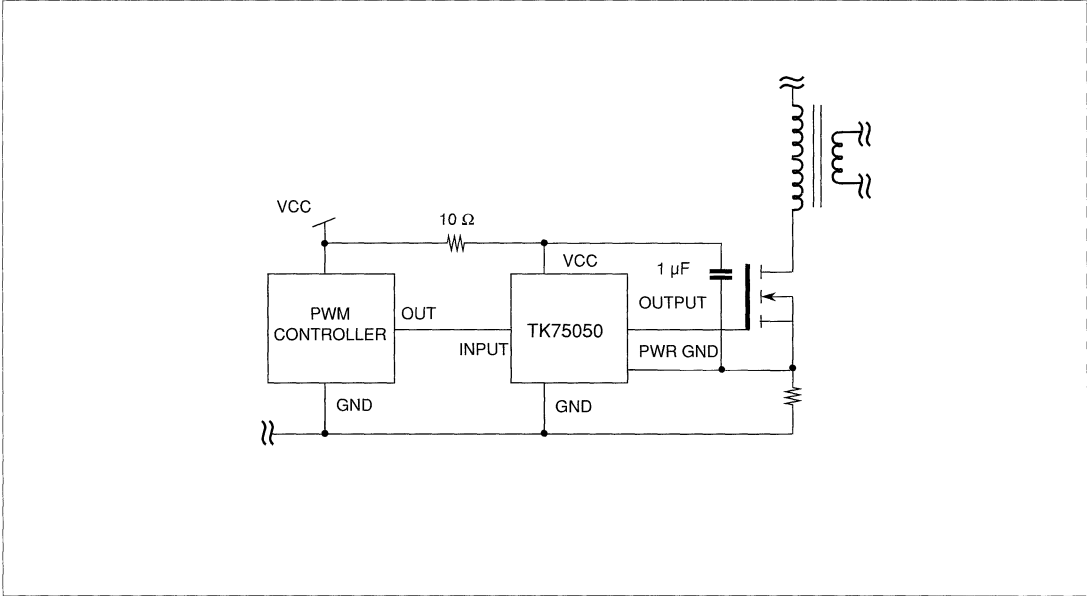 VCC
10 Ω
VCC
1 µF
OUTPUT
PWM
CONTROLLER
OUT
TK75050
INPUT
PWR GND
GND
GND